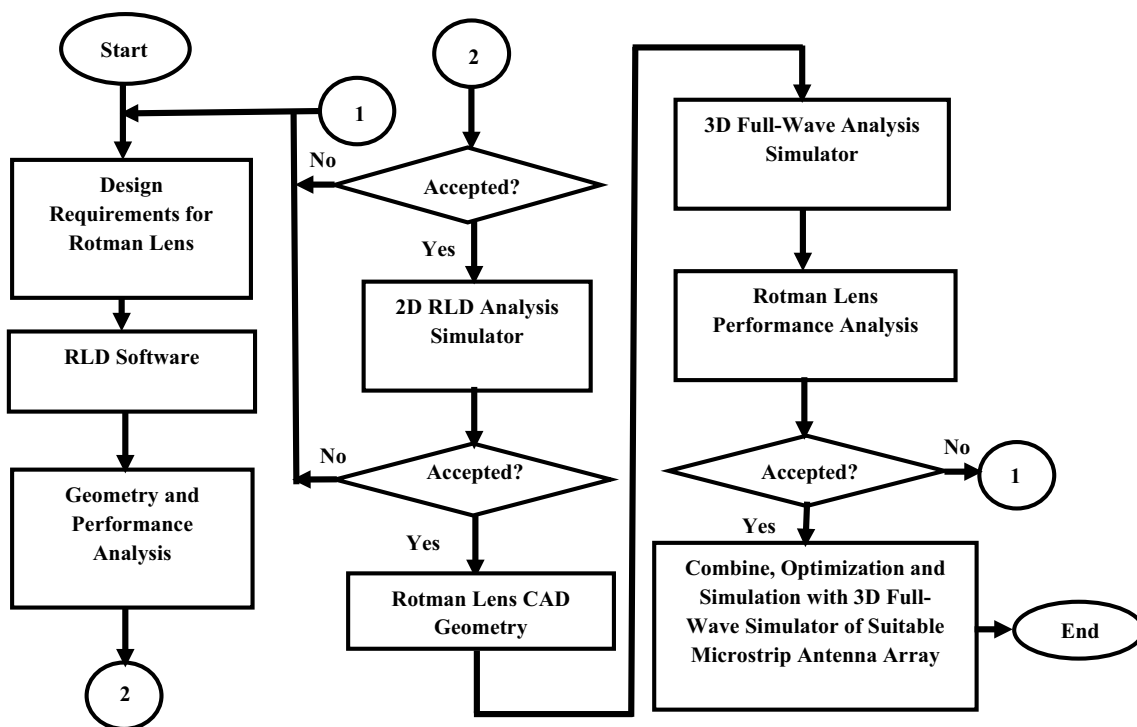 Start
Design
Requirements for
Rotman Lens
RLD Software
Geometry and
Performance
Analysis
2
1
2
No
Accepted?
Yes
2D RLD Analysis
Simulator
No
Accepted?
Yes
Rotman Lens CAD
Geometry
3D Full-Wave Analysis
Simulator
Rotman Lens
Performance Analysis
Accepted?
No
1
Yes
Combine, Optimization and
Simulation with 3D Full-
Wave Simulator of Suitable
Microstrip Antenna Array
End